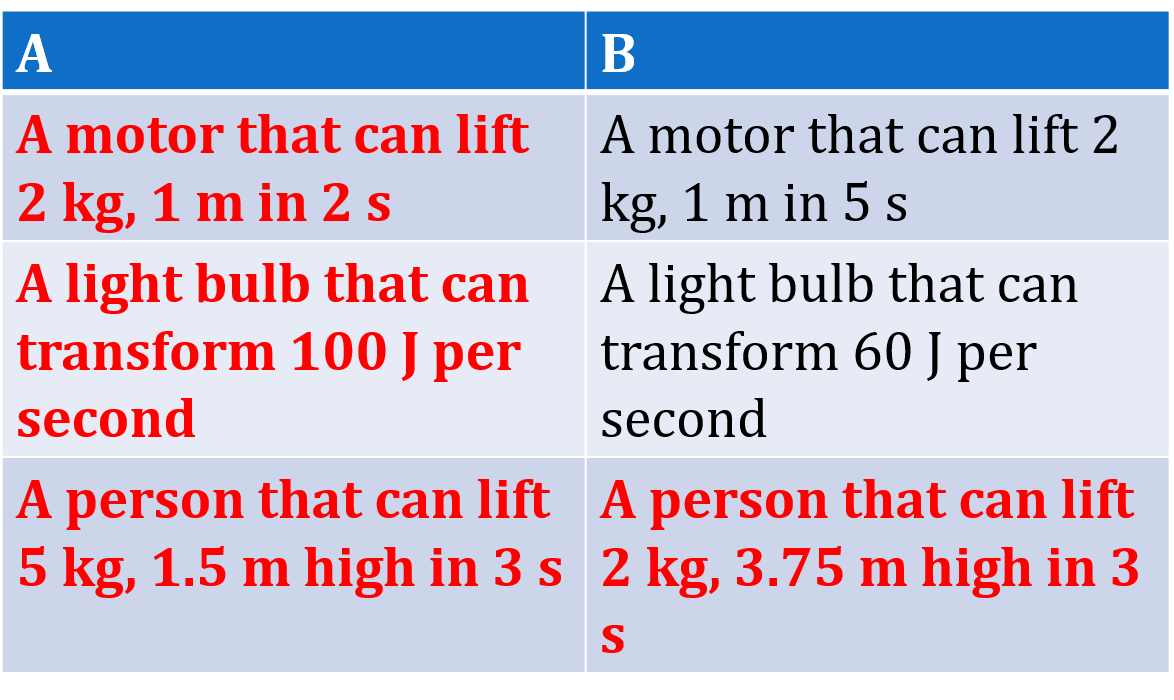 A
B
A motor that can lift
2 kg, 1 m in 2 s
A motor that can lift 2
kg, 1 m in 5 s
A light bulb that can
transform 100 J per
second
A light bulb that can
transform 60 J per
second
A person that can lift
5 kg, 1.5 m high in 3 s
A person that can lift
2 kg, 3.75 m high in 3
s